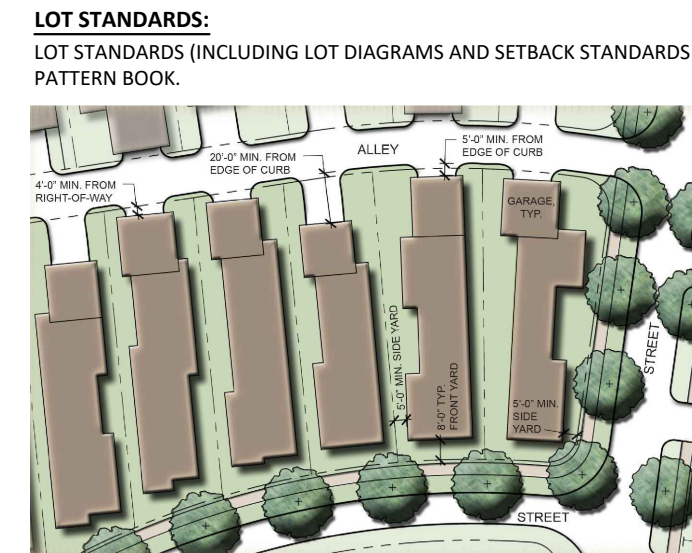 LOT STANDARDS:
LOT STANDARDS (INCLUDING LOT DIAGRAMS AND SETBACK STANDARDS
PATTERN BOOK.
ALLEY
5'-0" MIN. FROM
EDGE OF CURB
20'-0" MIN. FROM
EDGE OF CURB
4'-0" MIN. FROM
RIGHT-OF-WAY
GARAGE,
TYP.
STREET
5'-0" MIN. SIDE YARD
8'-0" TYP.
FRONT YARD
5'-0" MIN.
SIDE
YARD
STREET